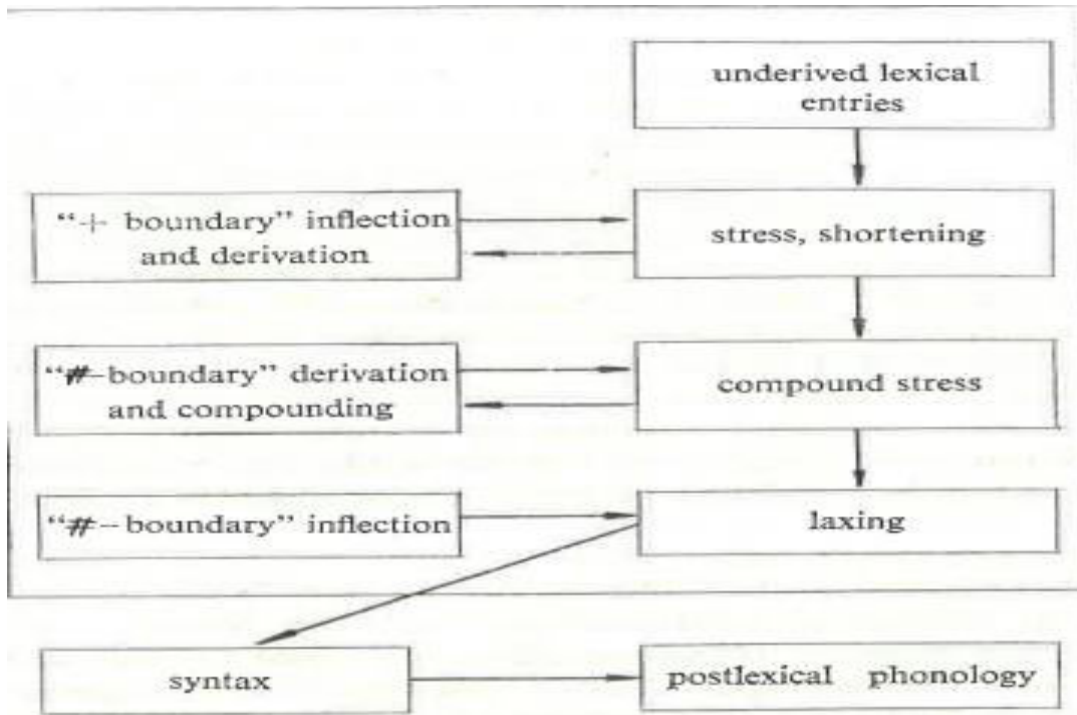 underived lexical
entries
"+ boundary" inflection
and derivation
stress, shortening
"#-boundary" derivation
and compounding
compound stress
"#-boundary" inflection
laxing
syntax
postlexical phonology